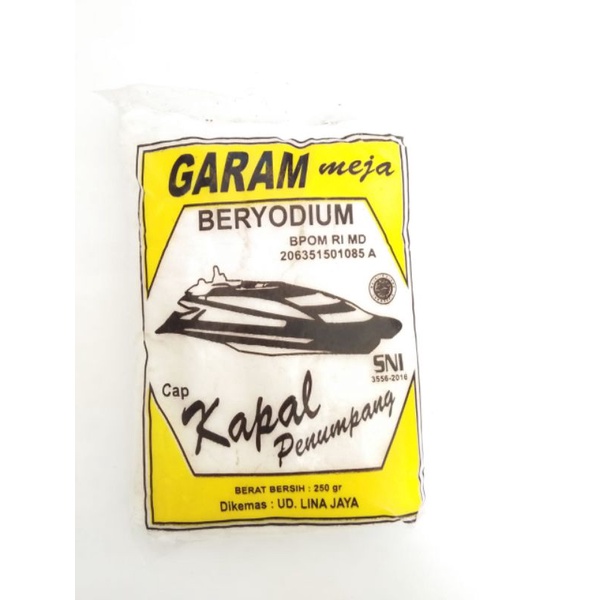 GARAM meja
BERYODIUM
BPOM RI MD
206351501085 A
SNI
3556-2016
Cap
Kapal
Penumpang
BERAT BERSIH : 250 gr
Dikemas : UD. LINA JAYA